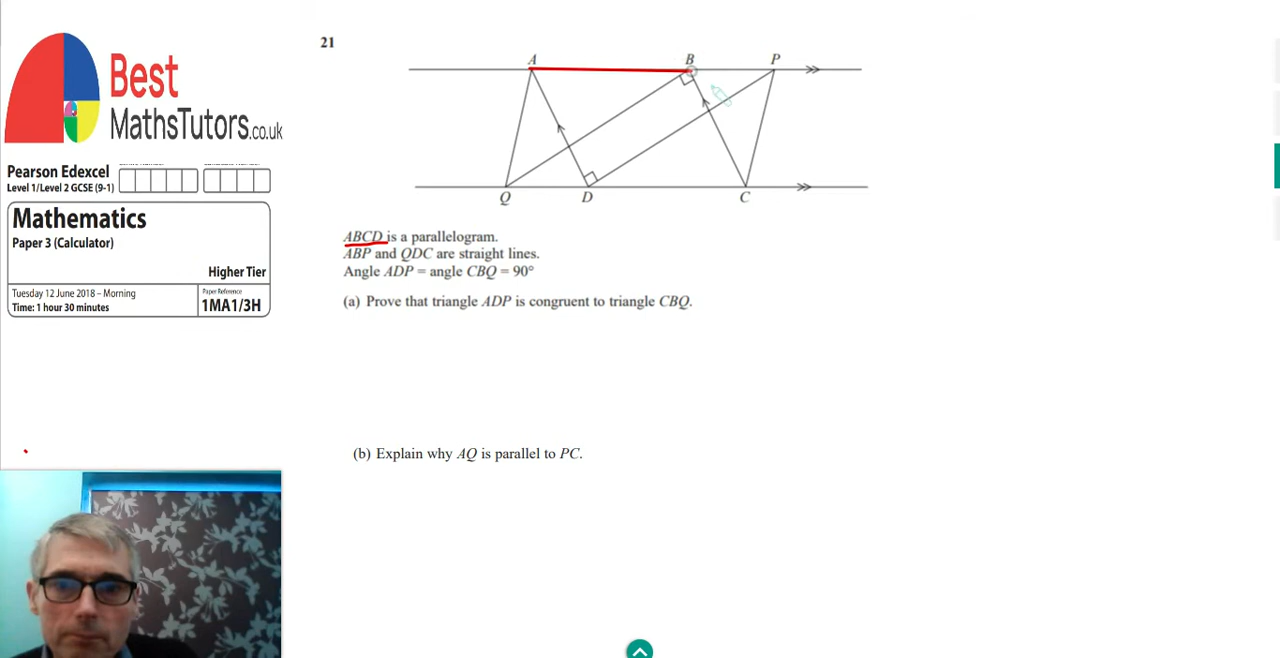 Best
MathsTutors.co.uk
Pearson Edexcel
Level 1/Level 2 GCSE (9-1)
Mathematics
Paper 3 (Calculator)
Higher Tier
Tuesday 12 June 2018 – Morning
Time: 1 hour 30 minutes
Paper Reference
1MA1/3H
21
A B P
Q D C
ABCD is a parallelogram.
ABP and QDC are straight lines.
Angle ADP = angle CBQ = 90°
(a) Prove that triangle ADP is congruent to triangle CBQ.
(b) Explain why AQ is parallel to PC.